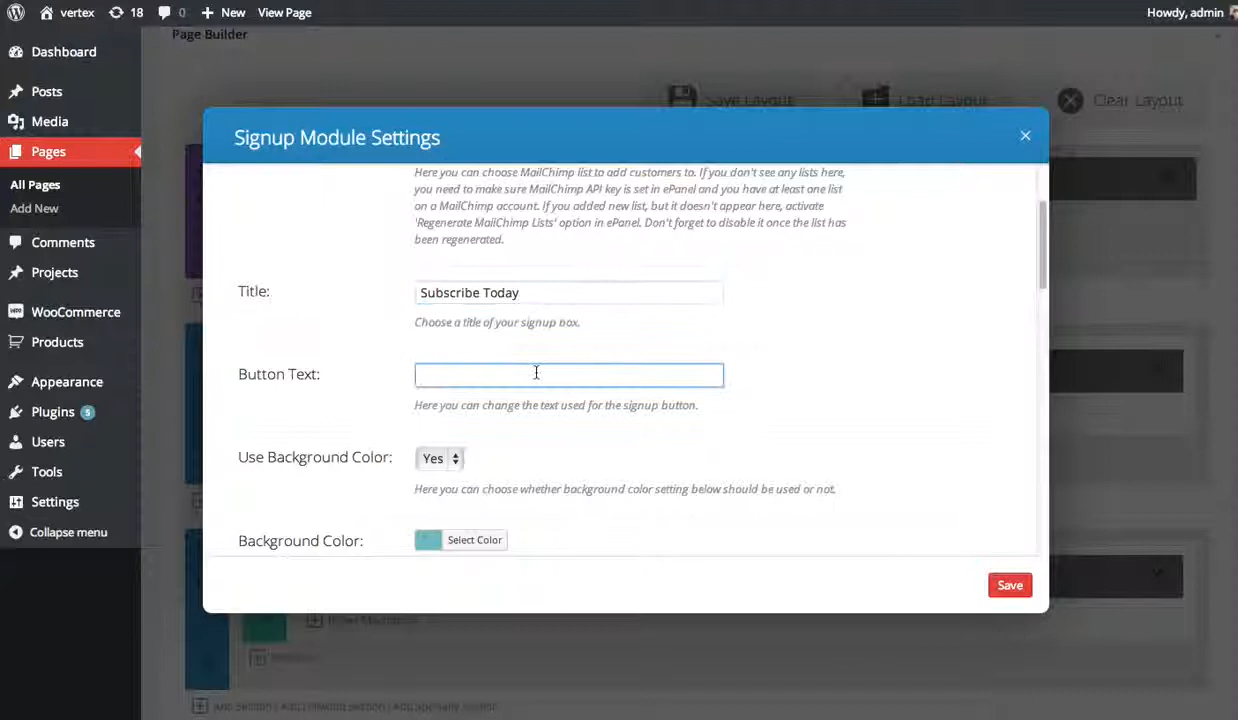 vertex 18 0 New View Page Howdy, admin
Page Builder
Dashboard
Posts
Media
Pages
All Pages
Add New
Comments
Projects
WooCommerce
Products
Appearance
Plugins 5
Users
Tools
Settings
Collapse menu
Save Layout Load Layout Clear Layout
Signup Module Settings
Here you can choose MailChimp list to add customers to. If you don't see any lists here,
you need to make sure MailChimp API key is set in ePanel and you have at least one list
on a MailChimp account. If you added new list, but it doesn't appear here, activate
'Regenerate MailChimp Lists' option in ePanel. Don't forget to disable it once the list has
been regenerated.
Title: Subscribe Today
Choose a title of your signup box.
Button Text:
Here you can change the text used for the signup button.
Use Background Color: Yes
Here you can choose whether background color setting below should be used or not.
Background Color: Select Color
Save